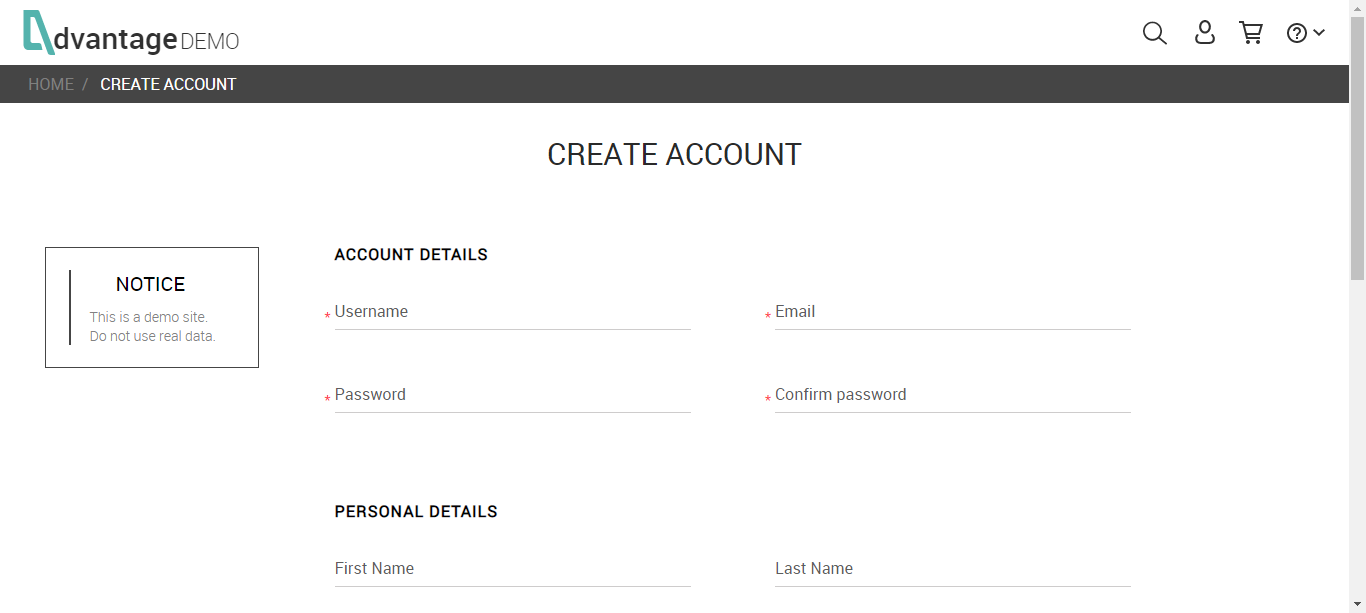 dvantage DEMO
HOME / CREATE ACCOUNT
CREATE ACCOUNT
NOTICE
This is a demo site.
Do not use real data.
ACCOUNT DETAILS
* Username
* Email
* Password
* Confirm password
PERSONAL DETAILS
First Name
Last Name